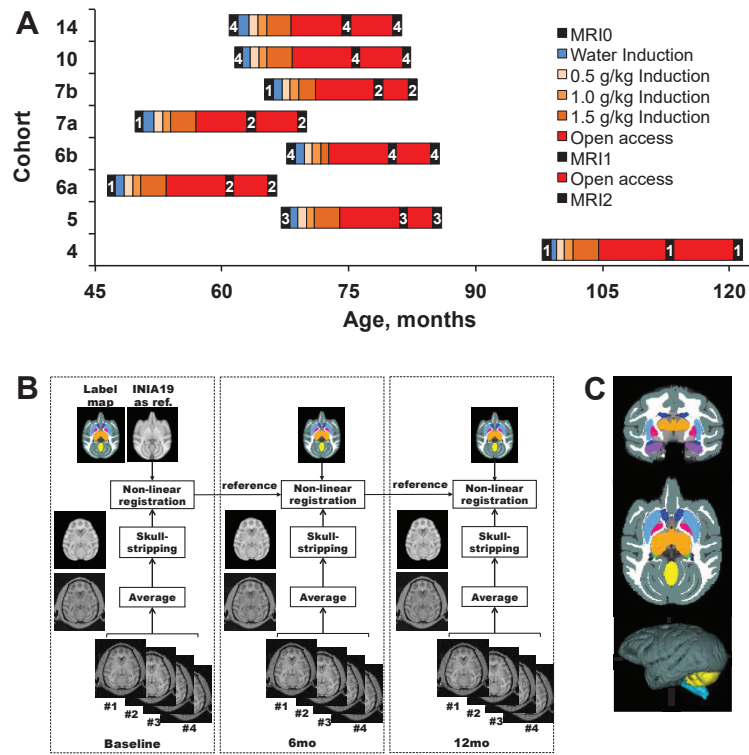 A
14
10
7b
7a
6b
6a
5
4
Cohort
4 4 4
4 4 4
1 2 2
1 2 2
4 4 4
1 2 2
3 3 3
1 1 1
MRI0
Water Induction
0.5 g/kg Induction
1.0 g/kg Induction
1.5 g/kg Induction
Open access
MRI1
Open access
MRI2
45 60 75 90 105 120
Age, months
B
Label map
INIA19 as ref.
Non-linear registration
reference
Non-linear registration
reference
Non-linear registration
Skull-stripping
Skull-stripping
Skull-stripping
Average
Average
Average
#1 #2 #3 #4
#1 #2 #3 #4
#1 #2 #3 #4
Baseline
6mo
12mo
C